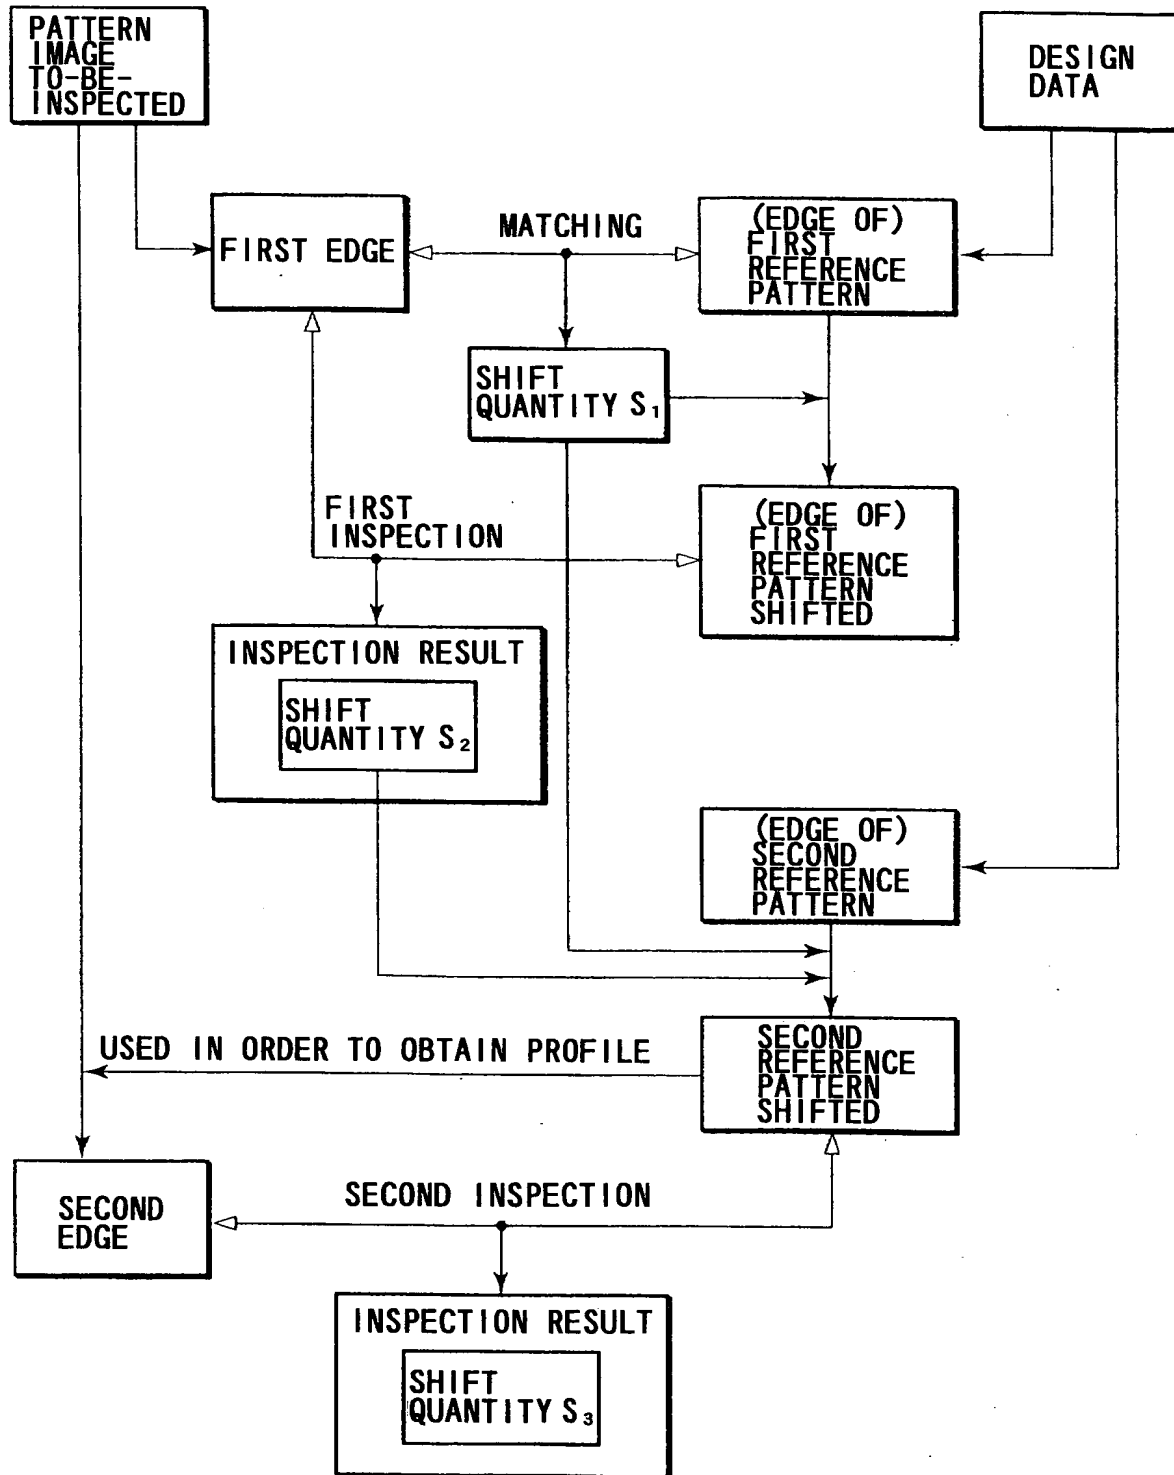 PATTERN
IMAGE
TO-BE-
INSPECTED
DESIGN
DATA
FIRST EDGE
MATCHING
(EDGE OF)
FIRST
REFERENCE
PATTERN
SHIFT
QUANTITY S₁
FIRST
INSPECTION
(EDGE OF)
FIRST
REFERENCE
PATTERN
SHIFTED
INSPECTION RESULT
SHIFT
QUANTITY S₂
(EDGE OF)
SECOND
REFERENCE
PATTERN
USED IN ORDER TO OBTAIN PROFILE
SECOND
REFERENCE
PATTERN
SHIFTED
SECOND
EDGE
SECOND INSPECTION
INSPECTION RESULT
SHIFT
QUANTITY S₃